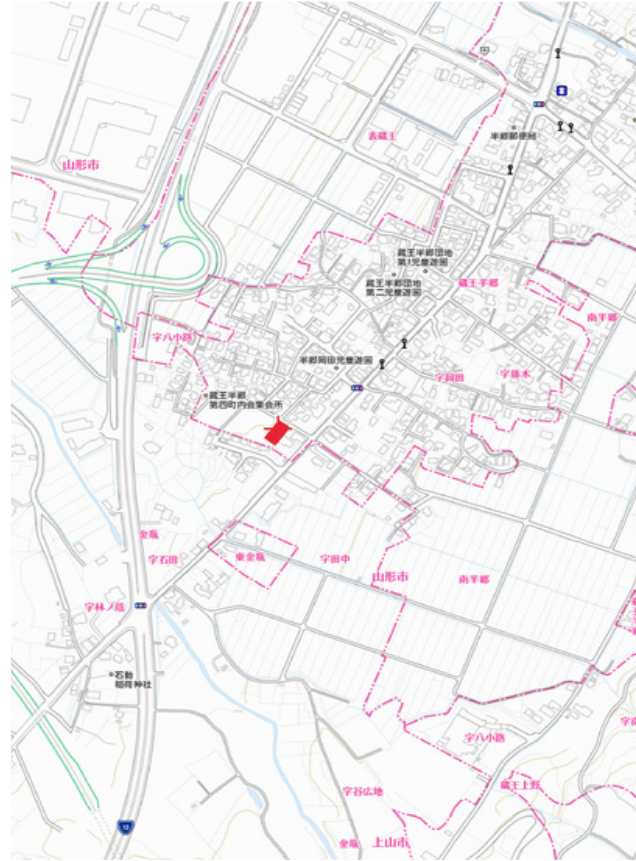 半郷郵便局
表蔵王
山形市
蔵王半郷団地
第1児童遊園
蔵王半郷団地
第二児童遊園
蔵王半郷
南半郷
字八小路
半郷岡田児童遊園
字岡田
字藤木
蔵王半郷
第四町内会集会所
金瓶
字石田
東金瓶
字田中
山形市
南半郷
字林ノ越
石動
稲荷神社
字八小路
蔵王上野
字谷広地
金瓶
上山市
13